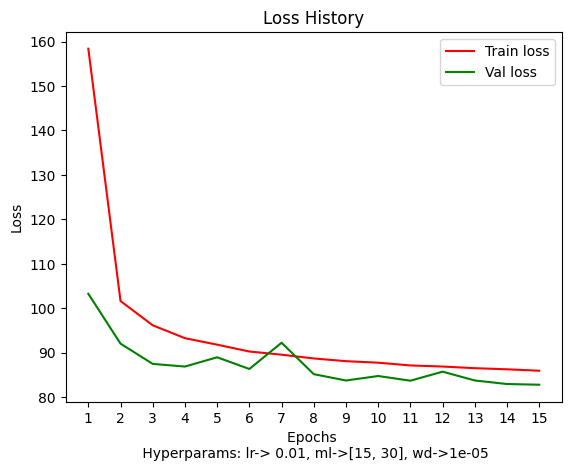 Loss History
Train loss
Val loss
Loss
160
150
140
130
120
110
100
90
80
1 2 3 4 5 6 7 8 9 10 11 12 13 14 15
Epochs
Hyperparams: lr-> 0.01, ml->[15, 30], wd->1e-05